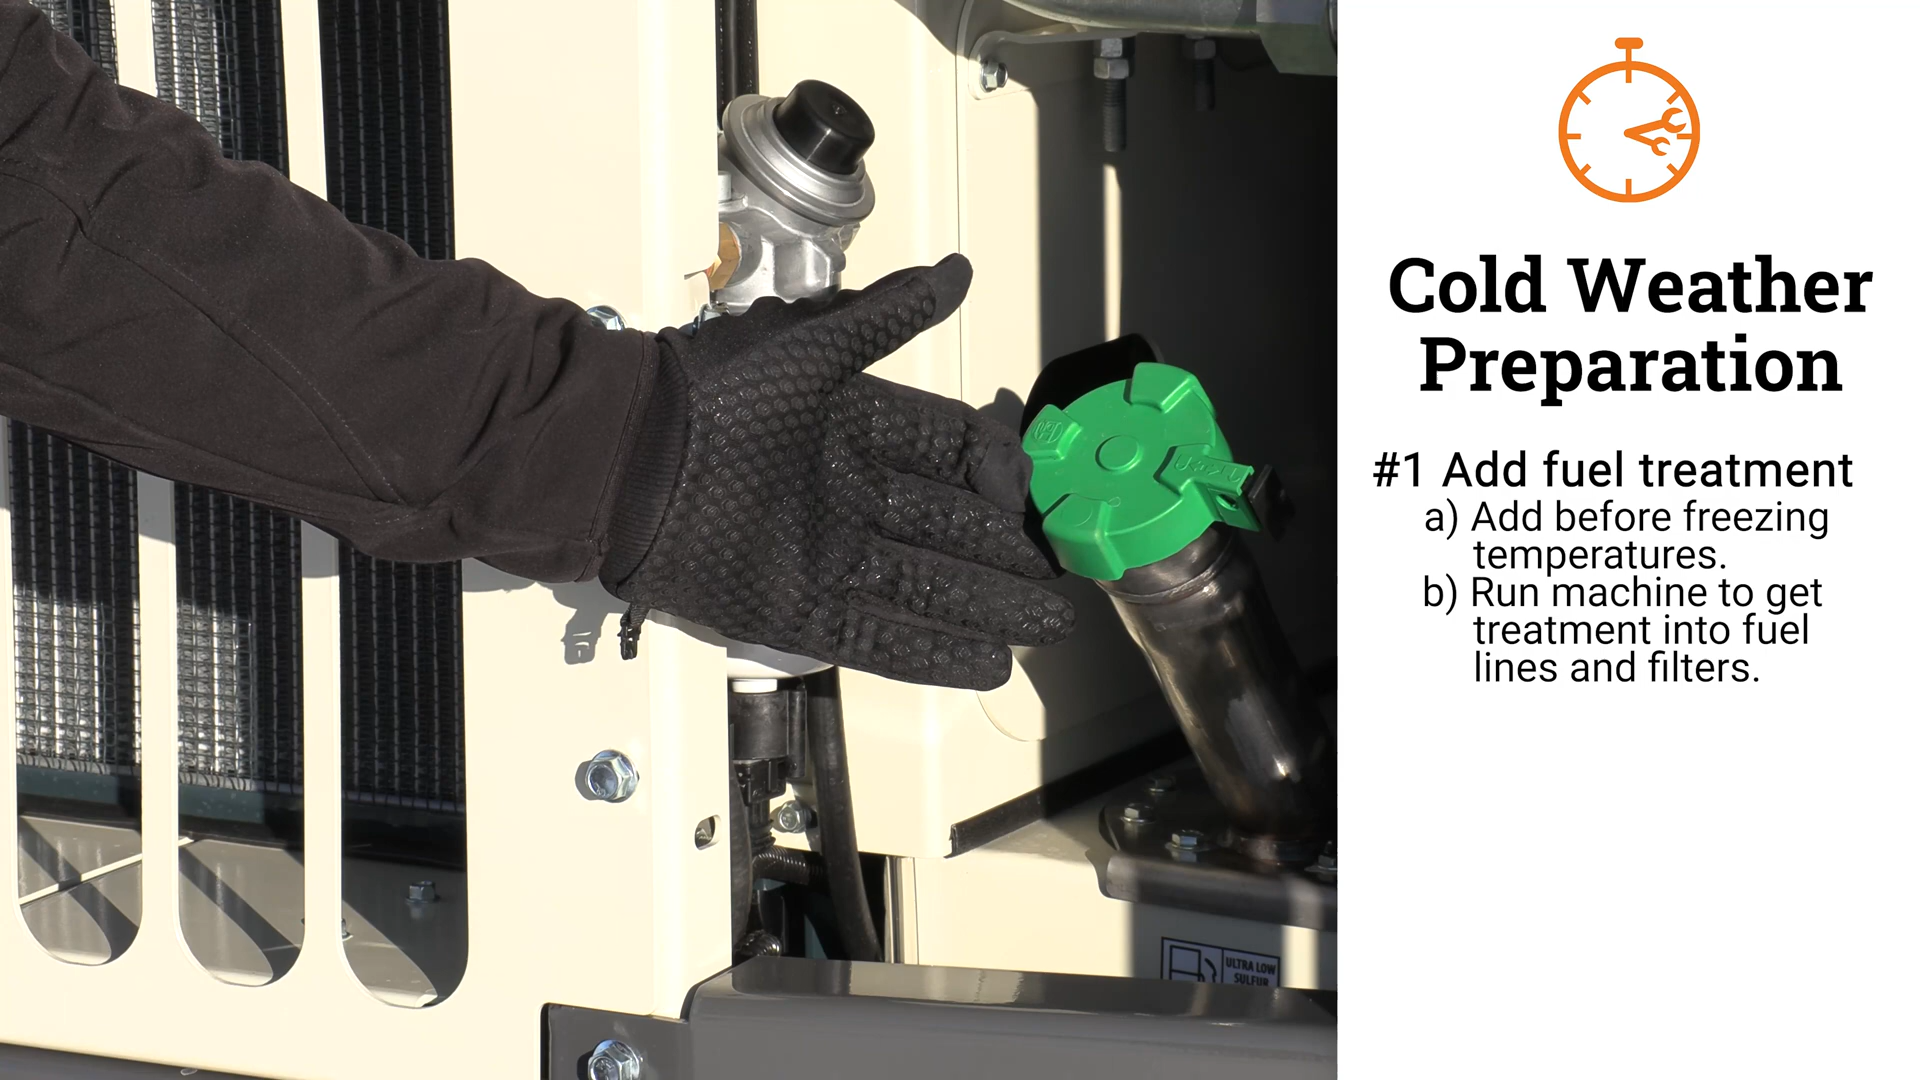 Cold Weather
Preparation
#1 Add fuel treatment
a) Add before freezing
temperatures.
b) Run machine to get
treatment into fuel
lines and filters.
ULTRA LOW
SULFUR